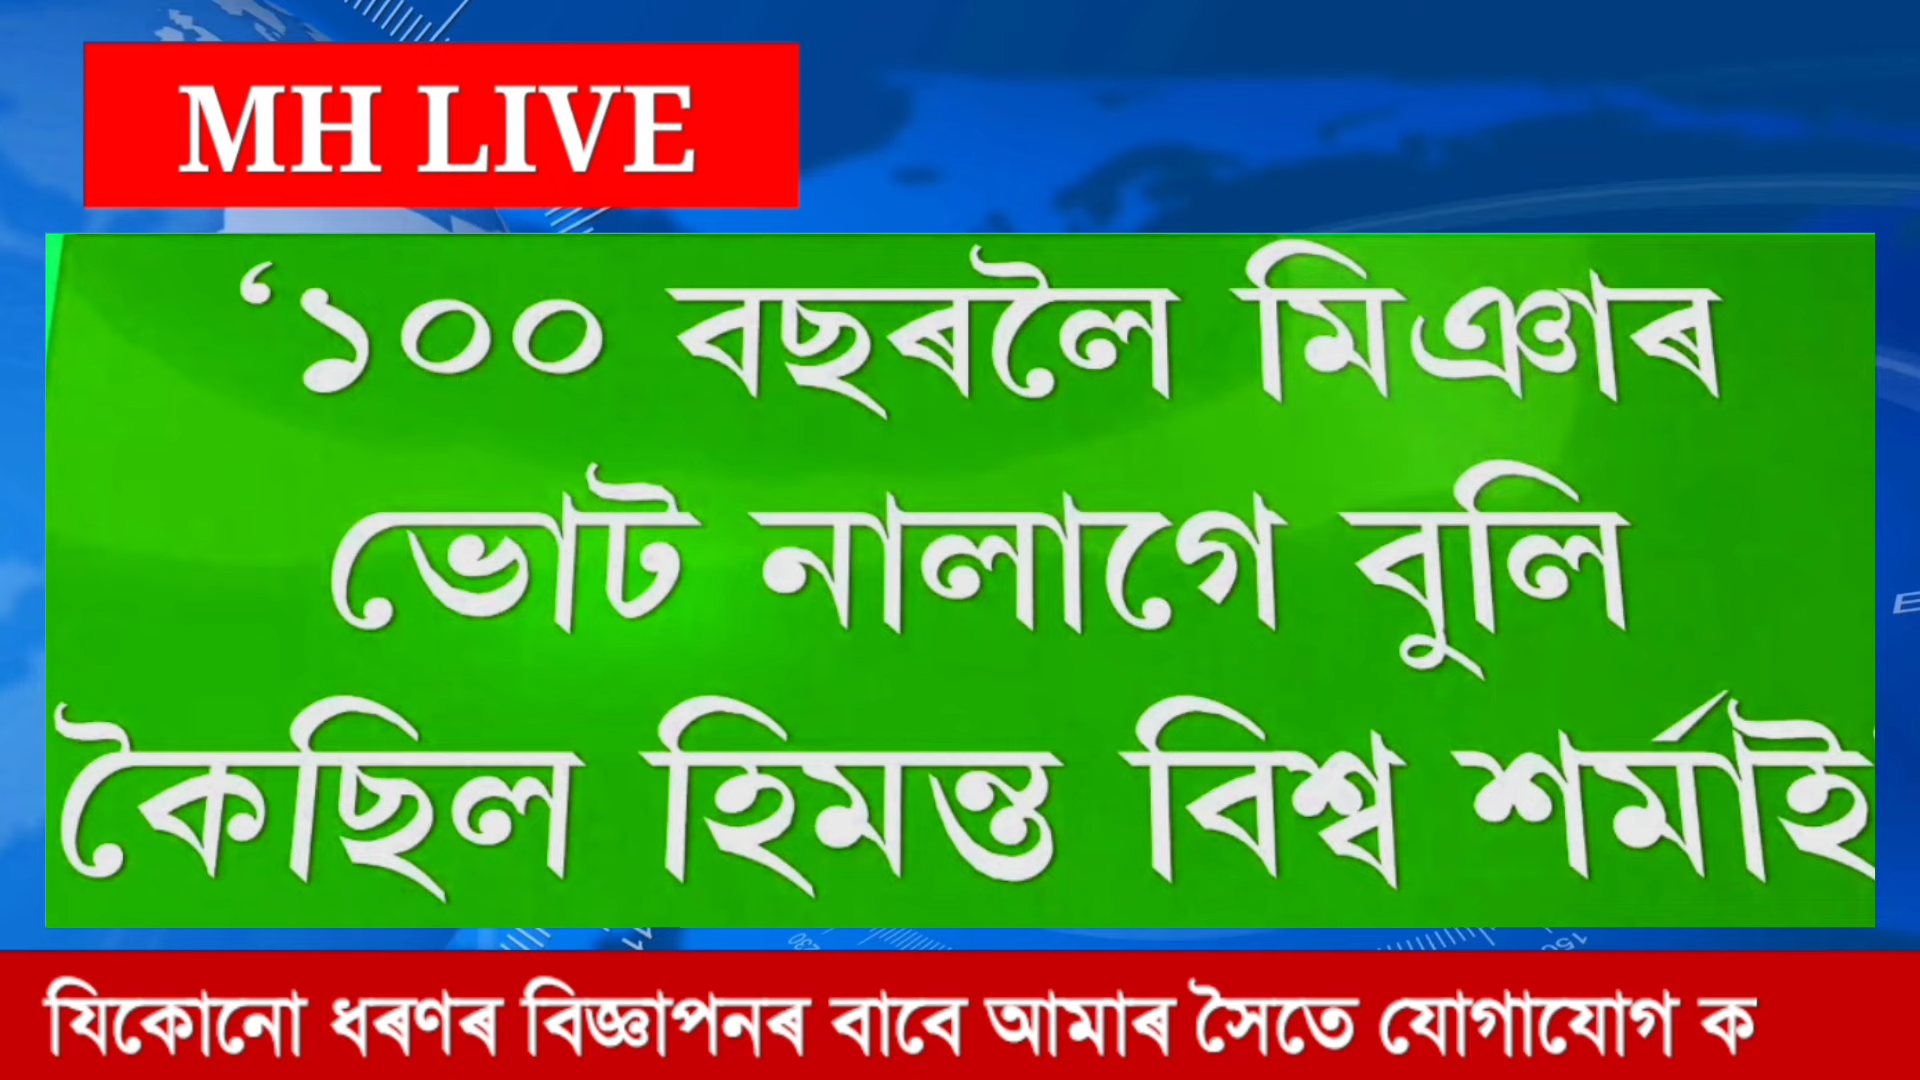 MH LIVE
‘১০০ বছৰলৈ মিঞাৰ
ভোট নালাগে বুলি
কৈছিল হিমন্ত বিশ্ব শৰ্মাই
যিকোনো ধৰণৰ বিজ্ঞাপনৰ বাবে আমাৰ সৈতে যোগাযোগ ক